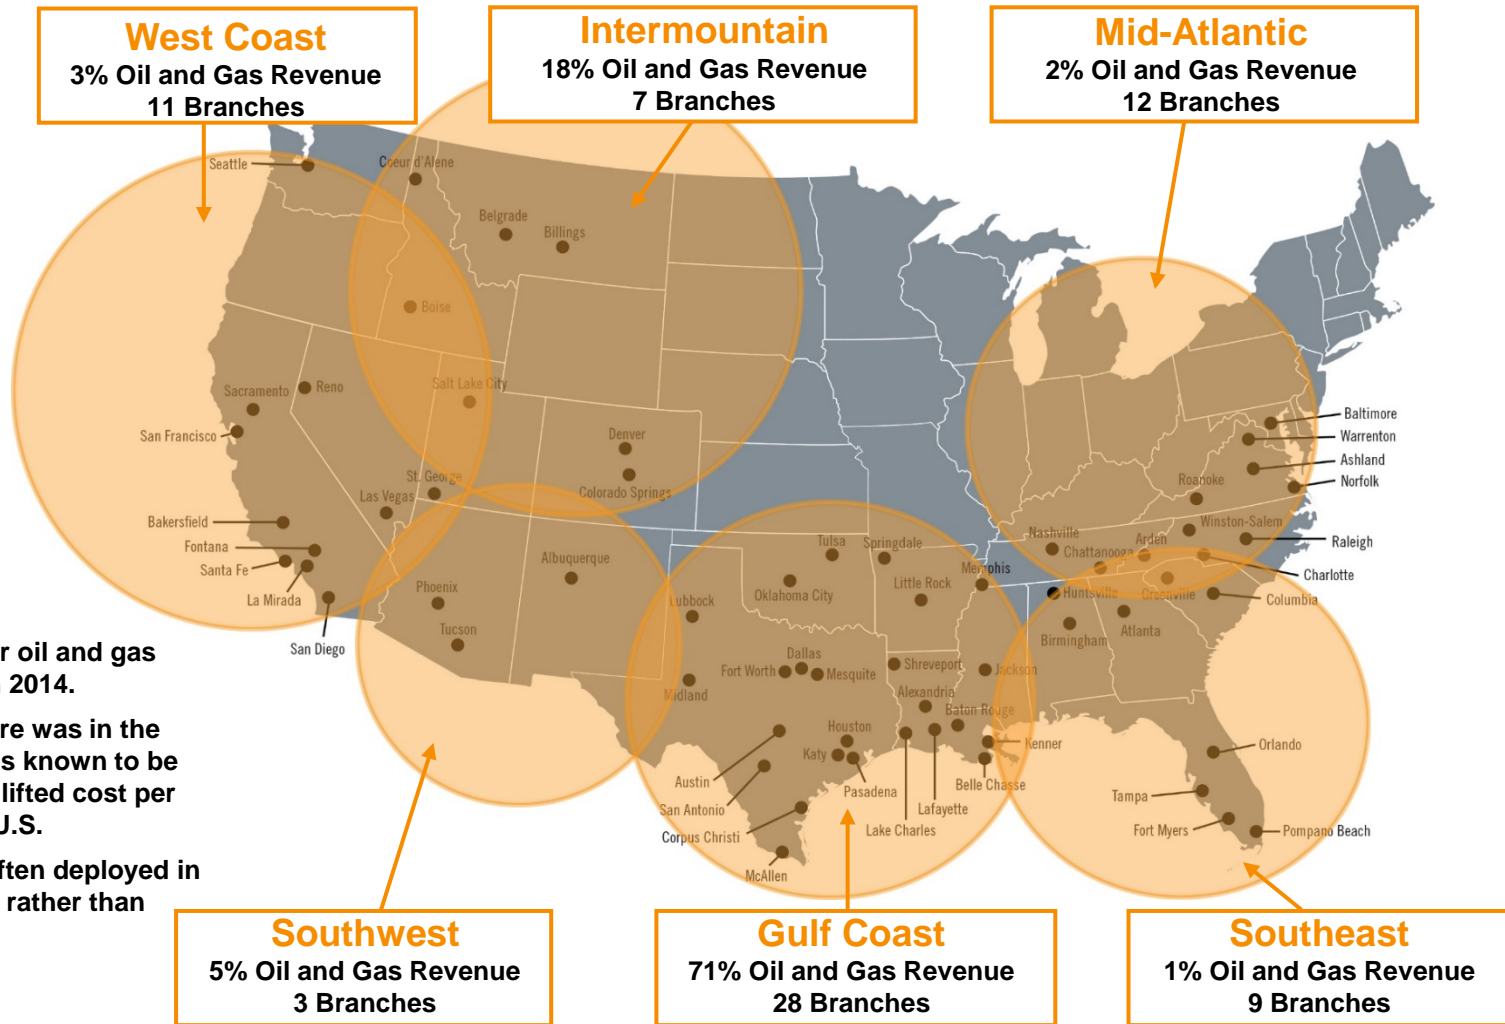 West Coast
3% Oil and Gas Revenue
11 Branches
Intermountain
18% Oil and Gas Revenue
7 Branches
Mid-Atlantic
2% Oil and Gas Revenue
12 Branches
Seattle
Coeur d'Alene
Belgrade
Billings
Boise
Salt Lake City
Reno
Sacramento
San Francisco
Denver
Colorado Springs
St. George
Las Vegas
Bakersfield
Fontana
Santa Fe
La Mirada
San Diego
Phoenix
Tucson
Albuquerque
Baltimore
Warrenton
Ashland
Norfolk
Roanoke
Winston-Salem
Raleigh
Nashville
Chattanooga
Arden
Charlotte
Huntsville
Greenville
Columbia
Birmingham
Atlanta
Tulsa
Springdale
Memphis
Oklahoma City
Little Rock
Lubbock
Dallas
Fort Worth
Mesquite
Shreveport
Jackson
Midland
Alexandria
Baton Rouge
Houston
Katy
Kenner
Austin
Pasadena
Belle Chasse
San Antonio
Lafayette
Corpus Christi
Lake Charles
McAllen
Orlando
Tampa
Fort Myers
Pompano Beach
r oil and gas
2014.
re was in the
s known to be
lifted cost per
U.S.
ften deployed in
rather than
Southwest
5% Oil and Gas Revenue
3 Branches
Gulf Coast
71% Oil and Gas Revenue
28 Branches
Southeast
1% Oil and Gas Revenue
9 Branches